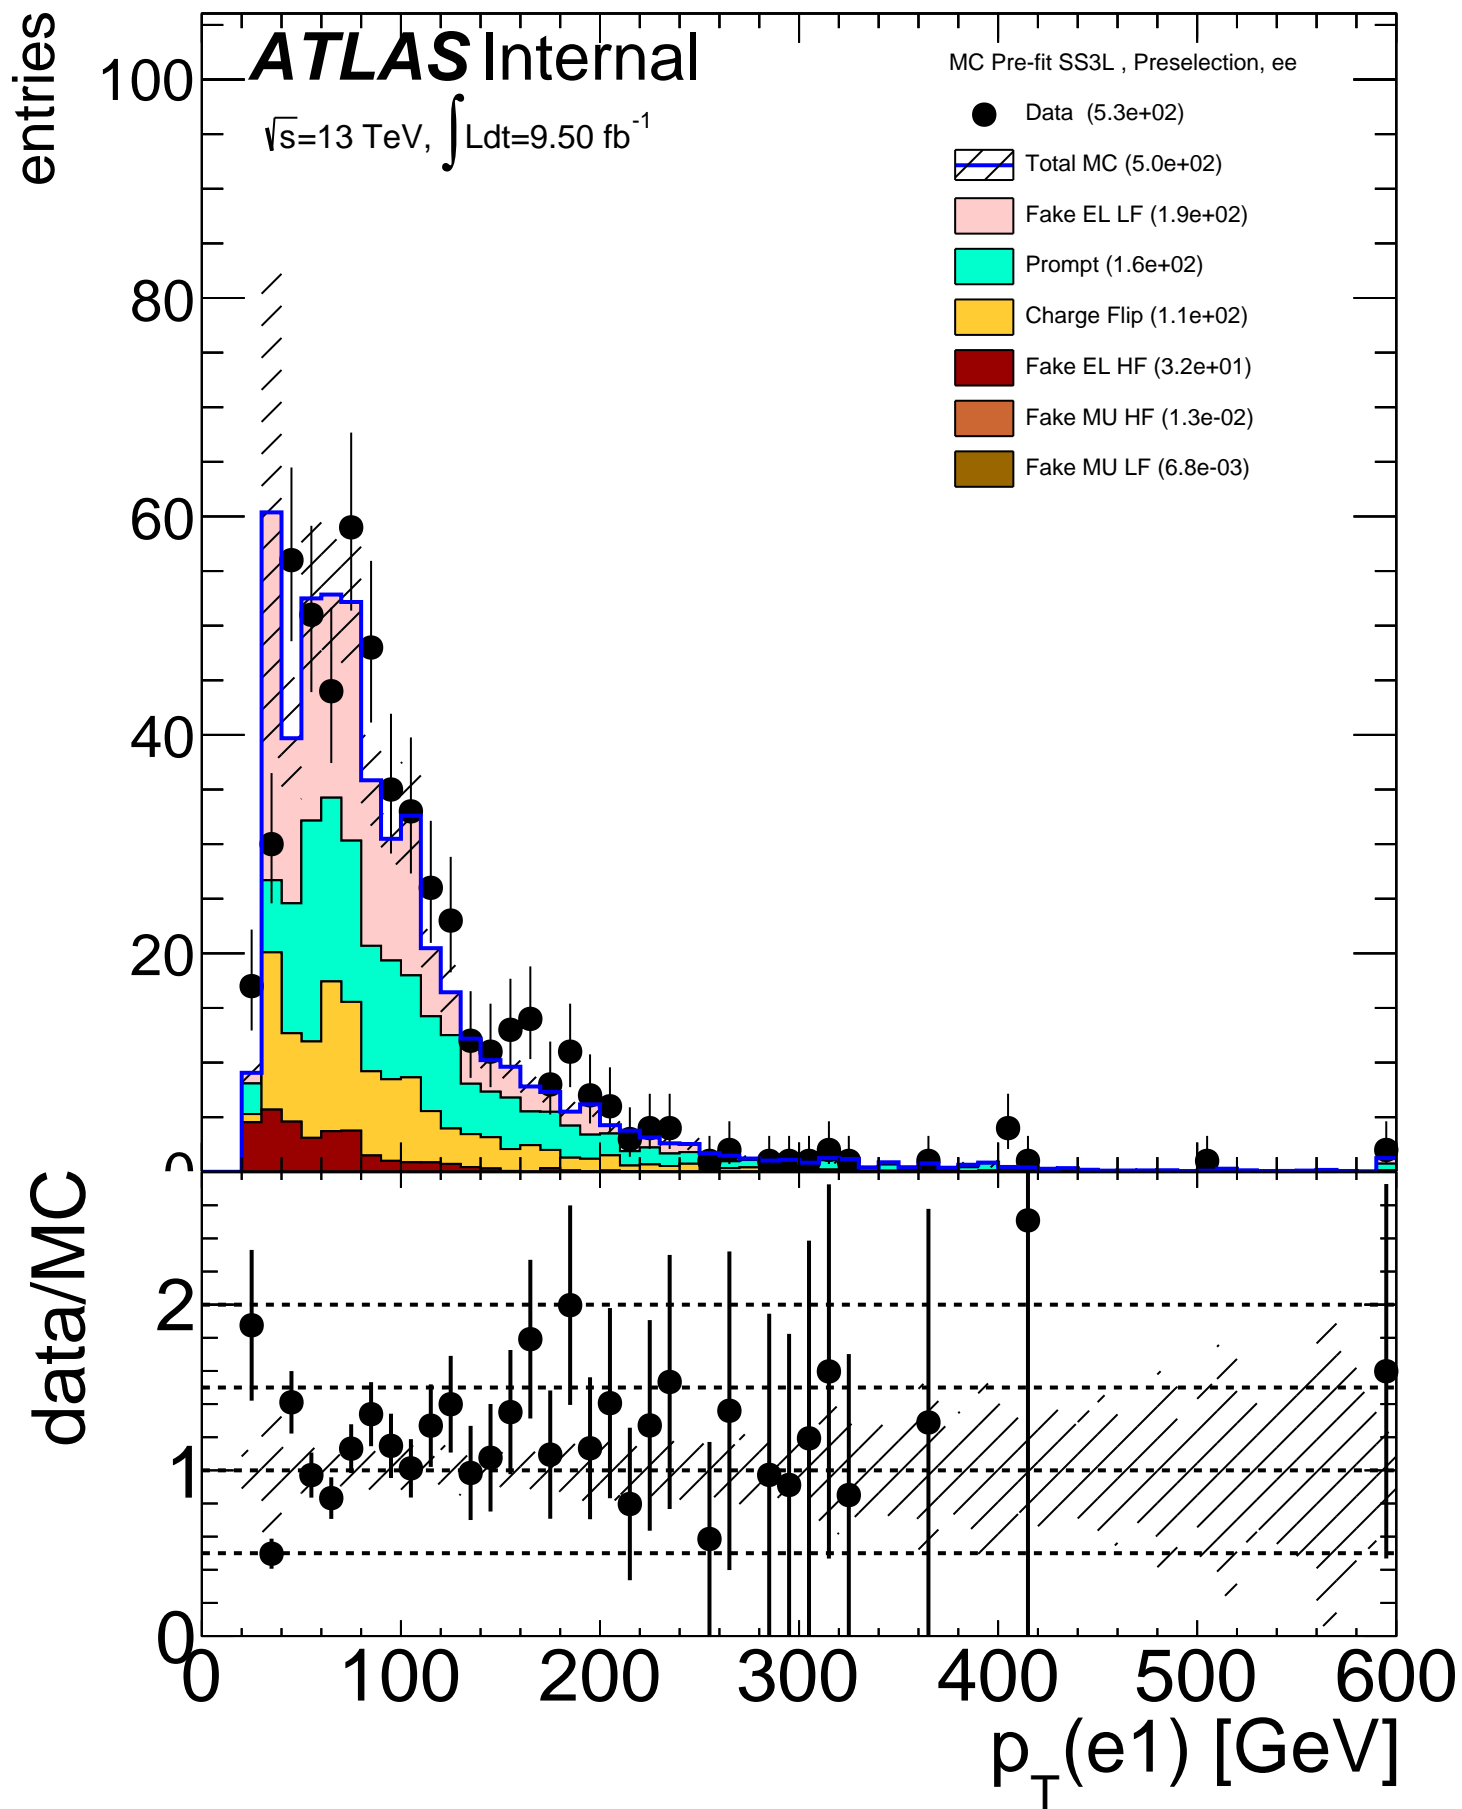 entries
100
80
60
40
20
0
ATLAS Internal
√s=13 TeV, ∫Ldt=9.50 fb⁻¹
MC Pre-fit SS3L , Preselection, ee
Data (5.3e+02)
Total MC (5.0e+02)
Fake EL LF (1.9e+02)
Prompt (1.6e+02)
Charge Flip (1.1e+02)
Fake EL HF (3.2e+01)
Fake MU HF (1.3e-02)
Fake MU LF (6.8e-03)
data/MC
2
1
0
0 100 200 300 400 500 600
p_T(e1) [GeV]